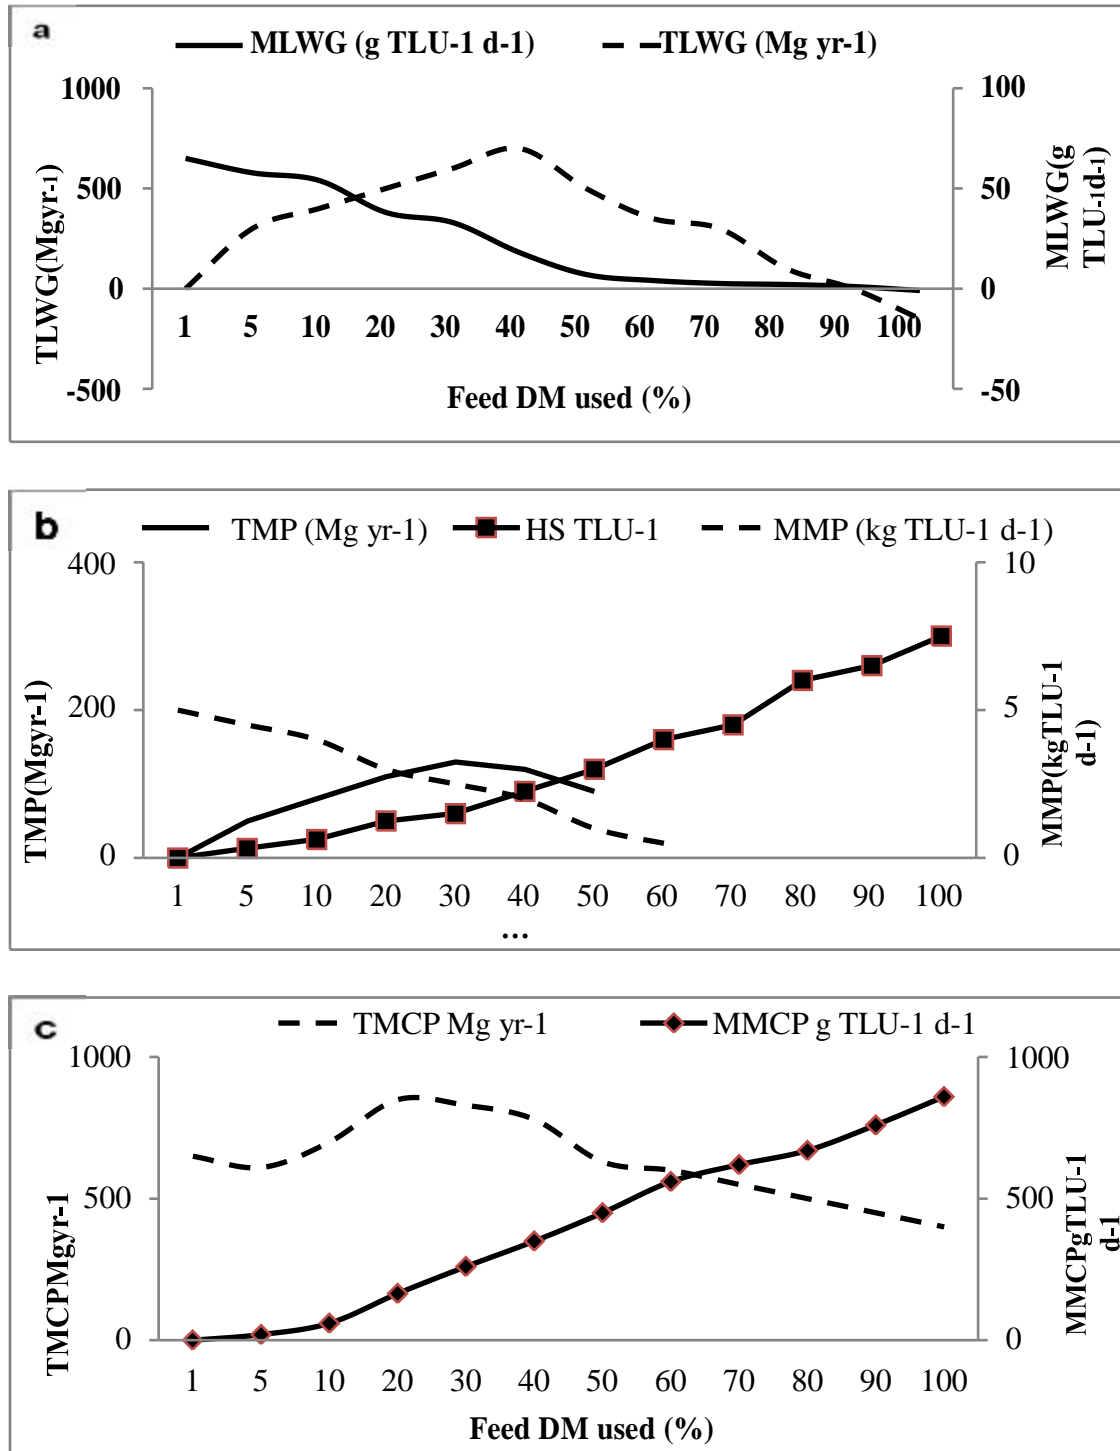 a
MLWG (g TLU-1 d-1)
TLWG (Mg yr-1)
1000
500
0
-500
TLWG(Mgyr-1)
100
50
0
-50
MLWG(g
TLU-1d-1)
1 5 10 20 30 40 50 60 70 80 90 100
Feed DM used (%)
b
TMP (Mg yr-1)
HS TLU-1
MMP (kg TLU-1 d-1)
400
200
0
TMP(Mgyr-1)
10
5
0
MMP(kgTLU-1
d-1)
1 5 10 20 30 40 50 60 70 80 90 100
...
c
TMCP Mg yr-1
MMCP g TLU-1 d-1
1000
500
0
TMCPMgyr-1
1000
500
0
MMCPgTLU-1
d-1
1 5 10 20 30 40 50 60 70 80 90 100
Feed DM used (%)